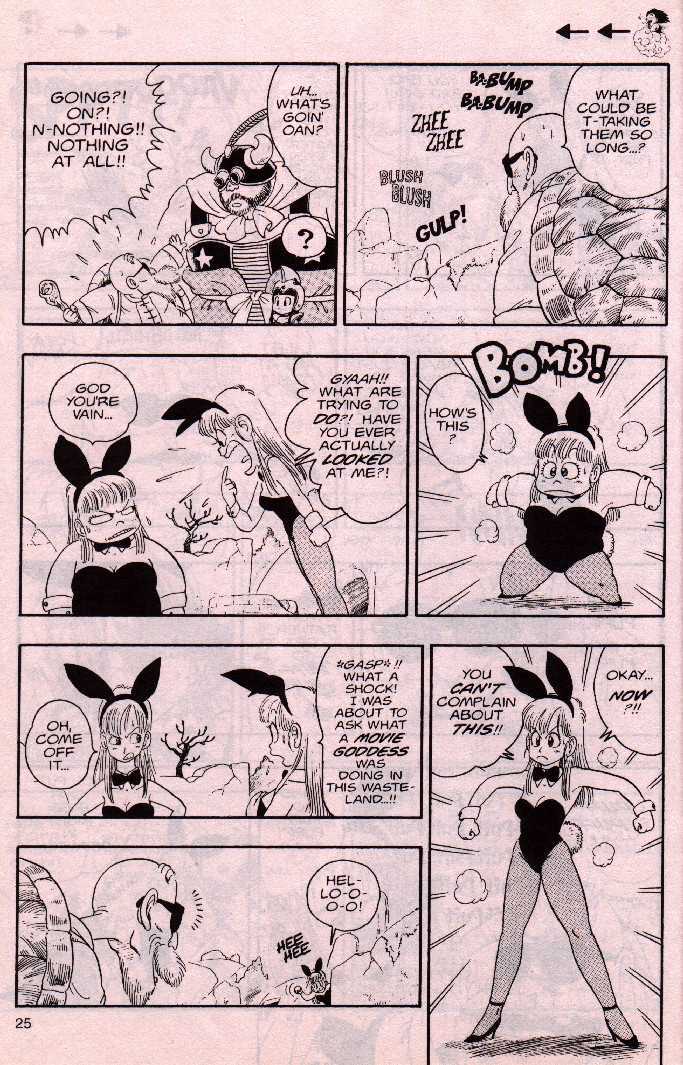 WHAT
COULD BE
T-TAKING
THEM SO
LONG...?
BA-BUMP
BA-BUMP
ZHEE
ZHEE
BLUSH
BLUSH
GULP!
UH...
WHAT'S
GOIN'
OAN?
?
GOING?!
ON?!
N-NOTHING!!
NOTHING
AT ALL!!
BOMB!
HOW'S
THIS
?
GYAAH!!
WHAT ARE
TRYING TO
DO?! HAVE
YOU EVER
ACTUALLY
LOOKED
AT ME?!
GOD
YOU'RE
VAIN...
OKAY...
NOW
?!!
YOU
CAN'T
COMPLAIN
ABOUT
THIS!!
*GASP*!!
WHAT A
SHOCK!
I WAS
ABOUT TO
ASK WHAT
A MOVIE
GODDESS
WAS
DOING IN
THIS WASTE-
LAND...!!
OH,
COME
OFF
IT...
HEL-
LO-O-
O-O!
HEE
HEE
25